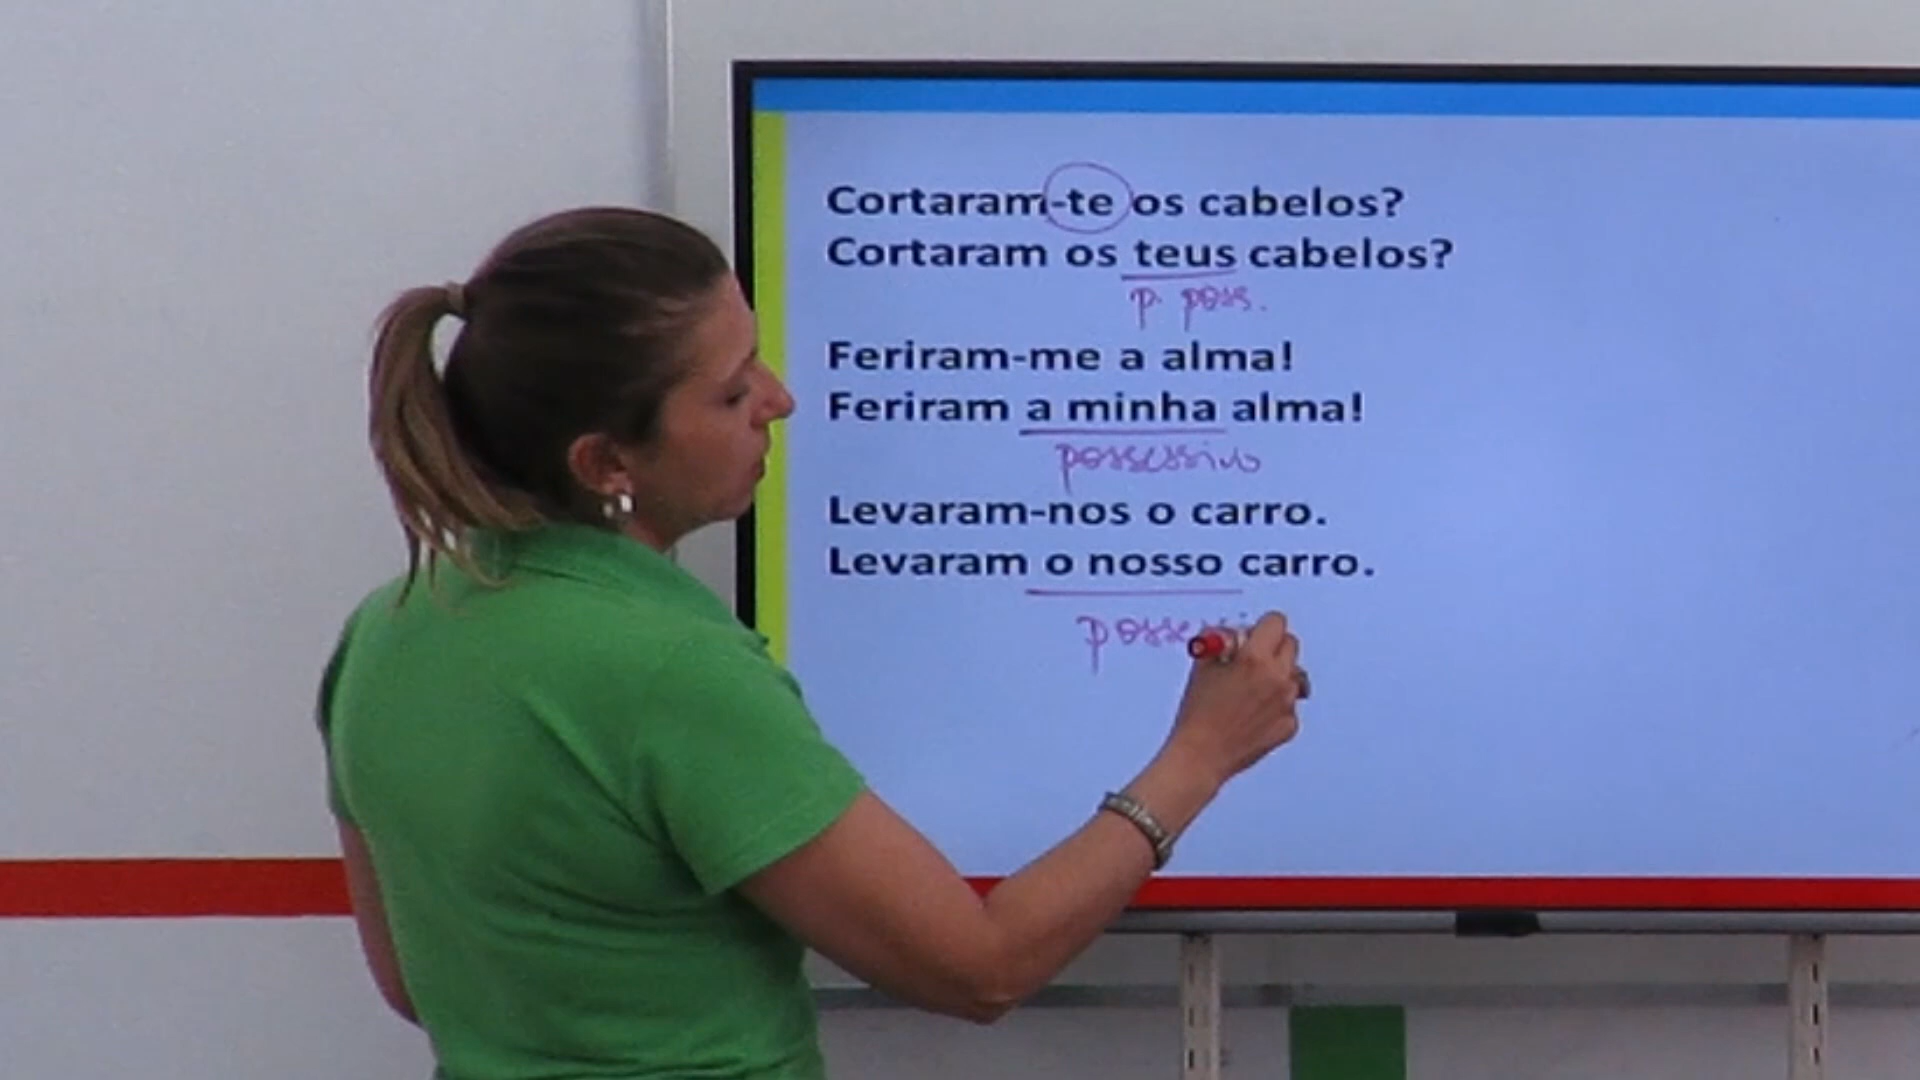 Cortaram-te os cabelos?
Cortaram os teus cabelos?
p. poss.
Feriram-me a alma!
Feriram a minha alma!
possessivo
Levaram-nos o carro.
Levaram o nosso carro.
possessi